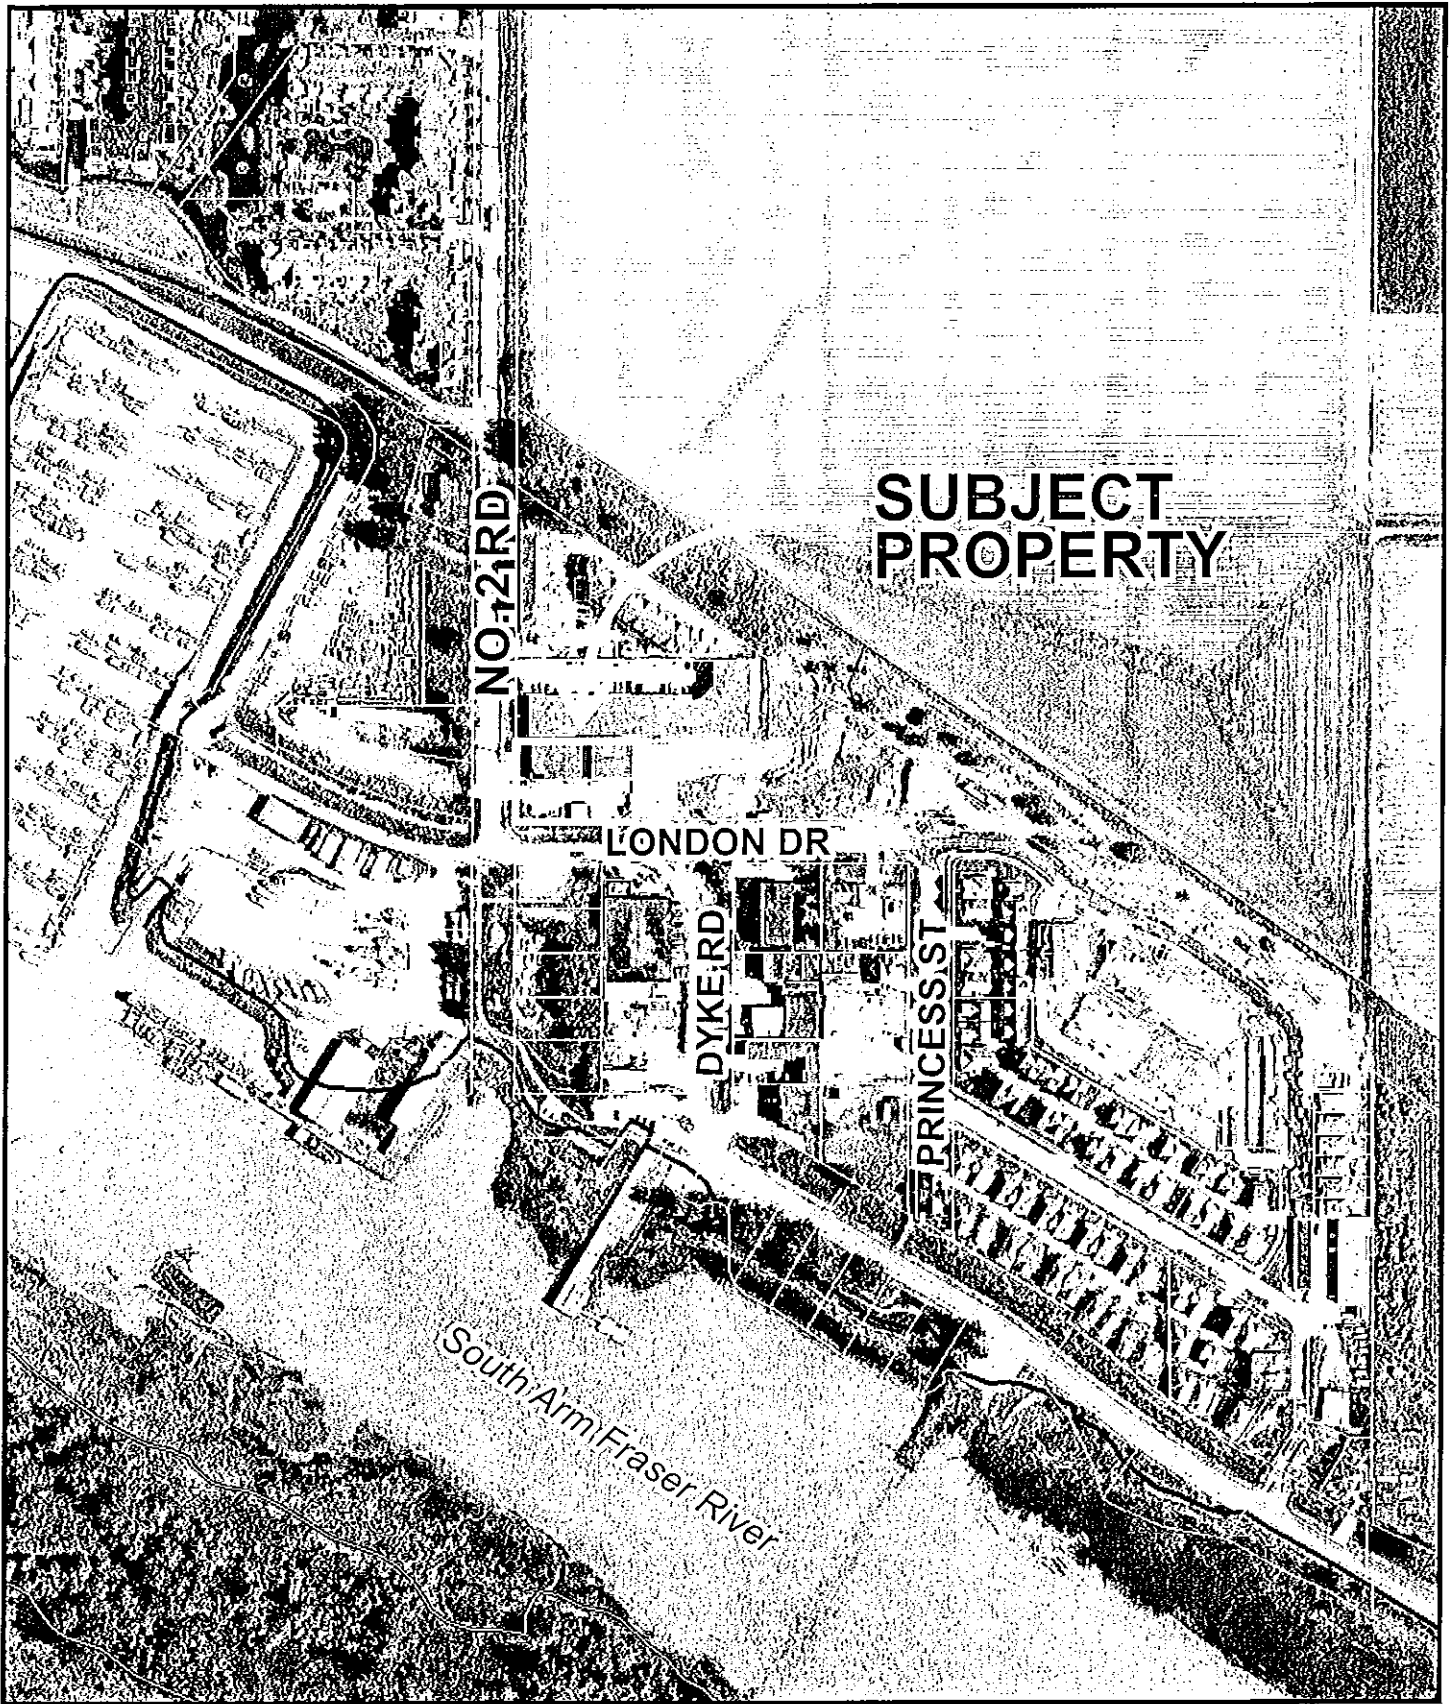 SUBJECT
PROPERTY
NO. 2 RD
LONDON DR
DYKE RD
PRINCESS ST
South Arm Fraser River